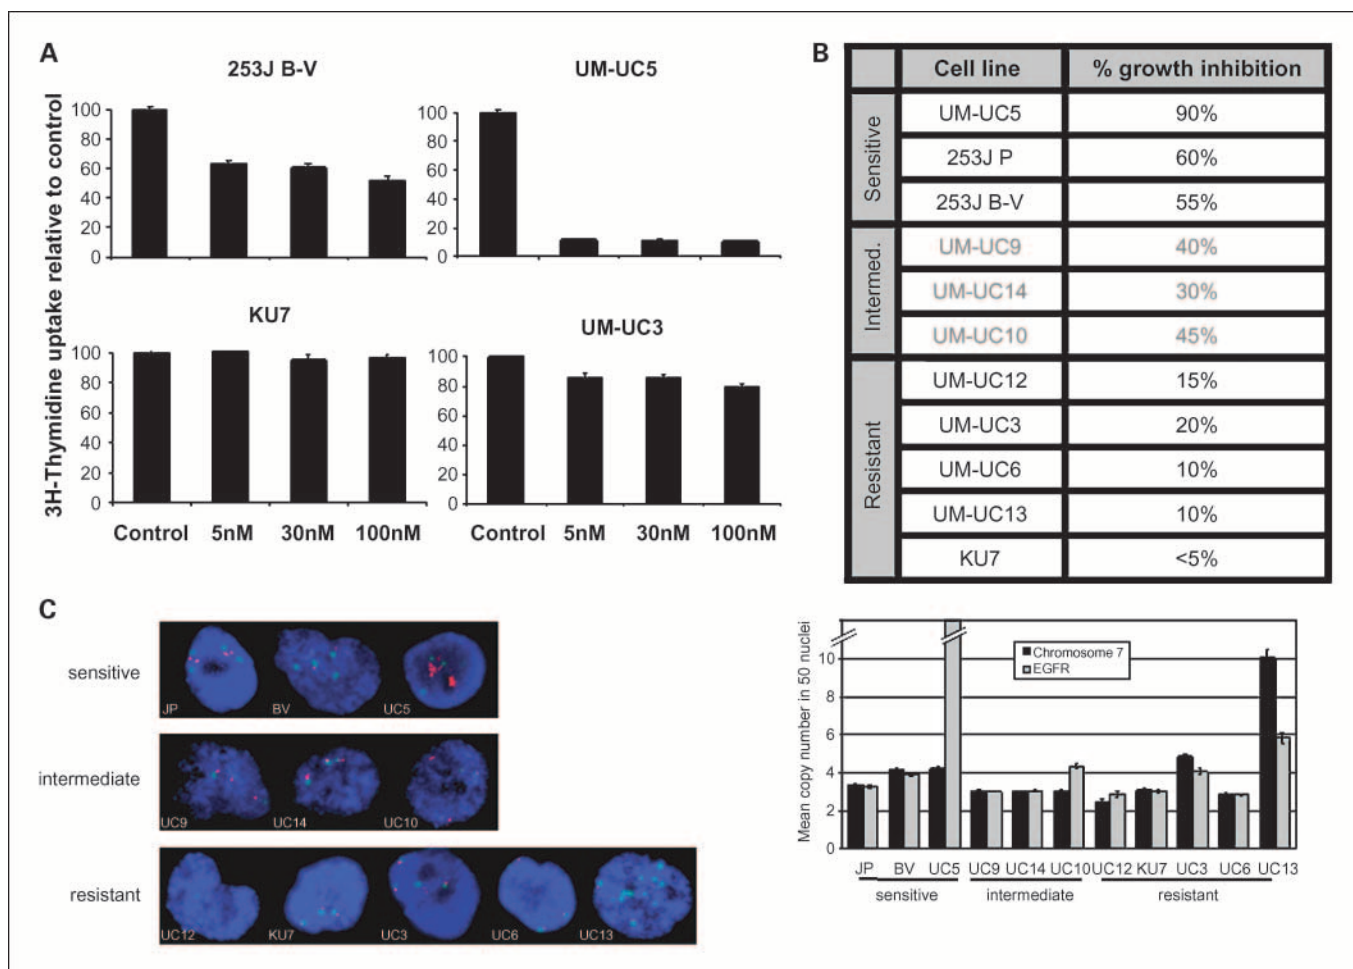 A
253J B-V
UM-UC5
3H-Thymidine uptake relative to control
100
80
60
40
20
0
100
80
60
40
20
0
KU7
UM-UC3
100
80
60
40
20
0
100
80
60
40
20
0
Control 5nM 30nM 100nM
Control 5nM 30nM 100nM
B
Cell line % growth inhibition
Sensitive
UM-UC5 90%
253J P 60%
253J B-V 55%
Intermed.
UM-UC9 40%
UM-UC14 30%
UM-UC10 45%
Resistant
UM-UC12 15%
UM-UC3 20%
UM-UC6 10%
UM-UC13 10%
KU7 <5%
C
sensitive
JP BV UC5
intermediate
UC9 UC14 UC10
resistant
UC12 KU7 UC3 UC6 UC13
Mean copy number in 50 nuclei
10
8
6
4
2
0
Chromosome 7
EGFR
JP BV UC5 UC9 UC14 UC10 UC12 KU7 UC3 UC6 UC13
sensitive intermediate resistant